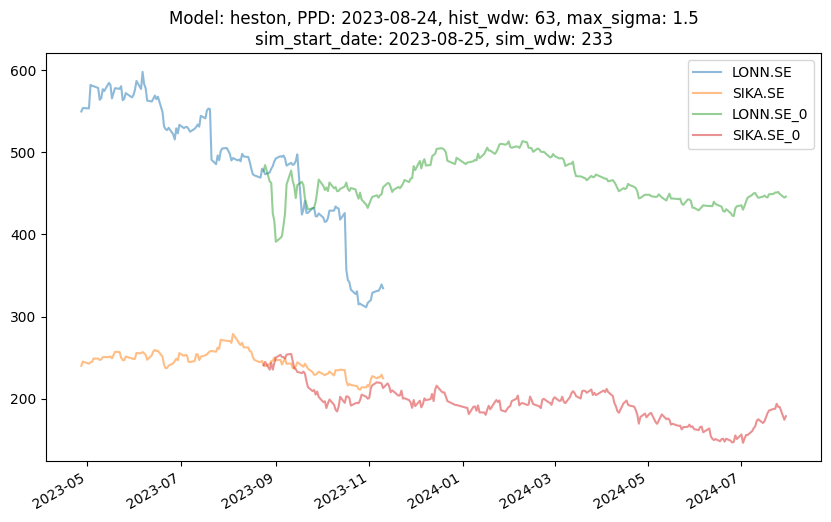 Model: heston, PPD: 2023-08-24, hist_wdw: 63, max_sigma: 1.5
sim_start_date: 2023-08-25, sim_wdw: 233
LONN.SE
SIKA.SE
LONN.SE_0
SIKA.SE_0
600
500
400
300
200
2023-05
2023-07
2023-09
2023-11
2024-01
2024-03
2024-05
2024-07